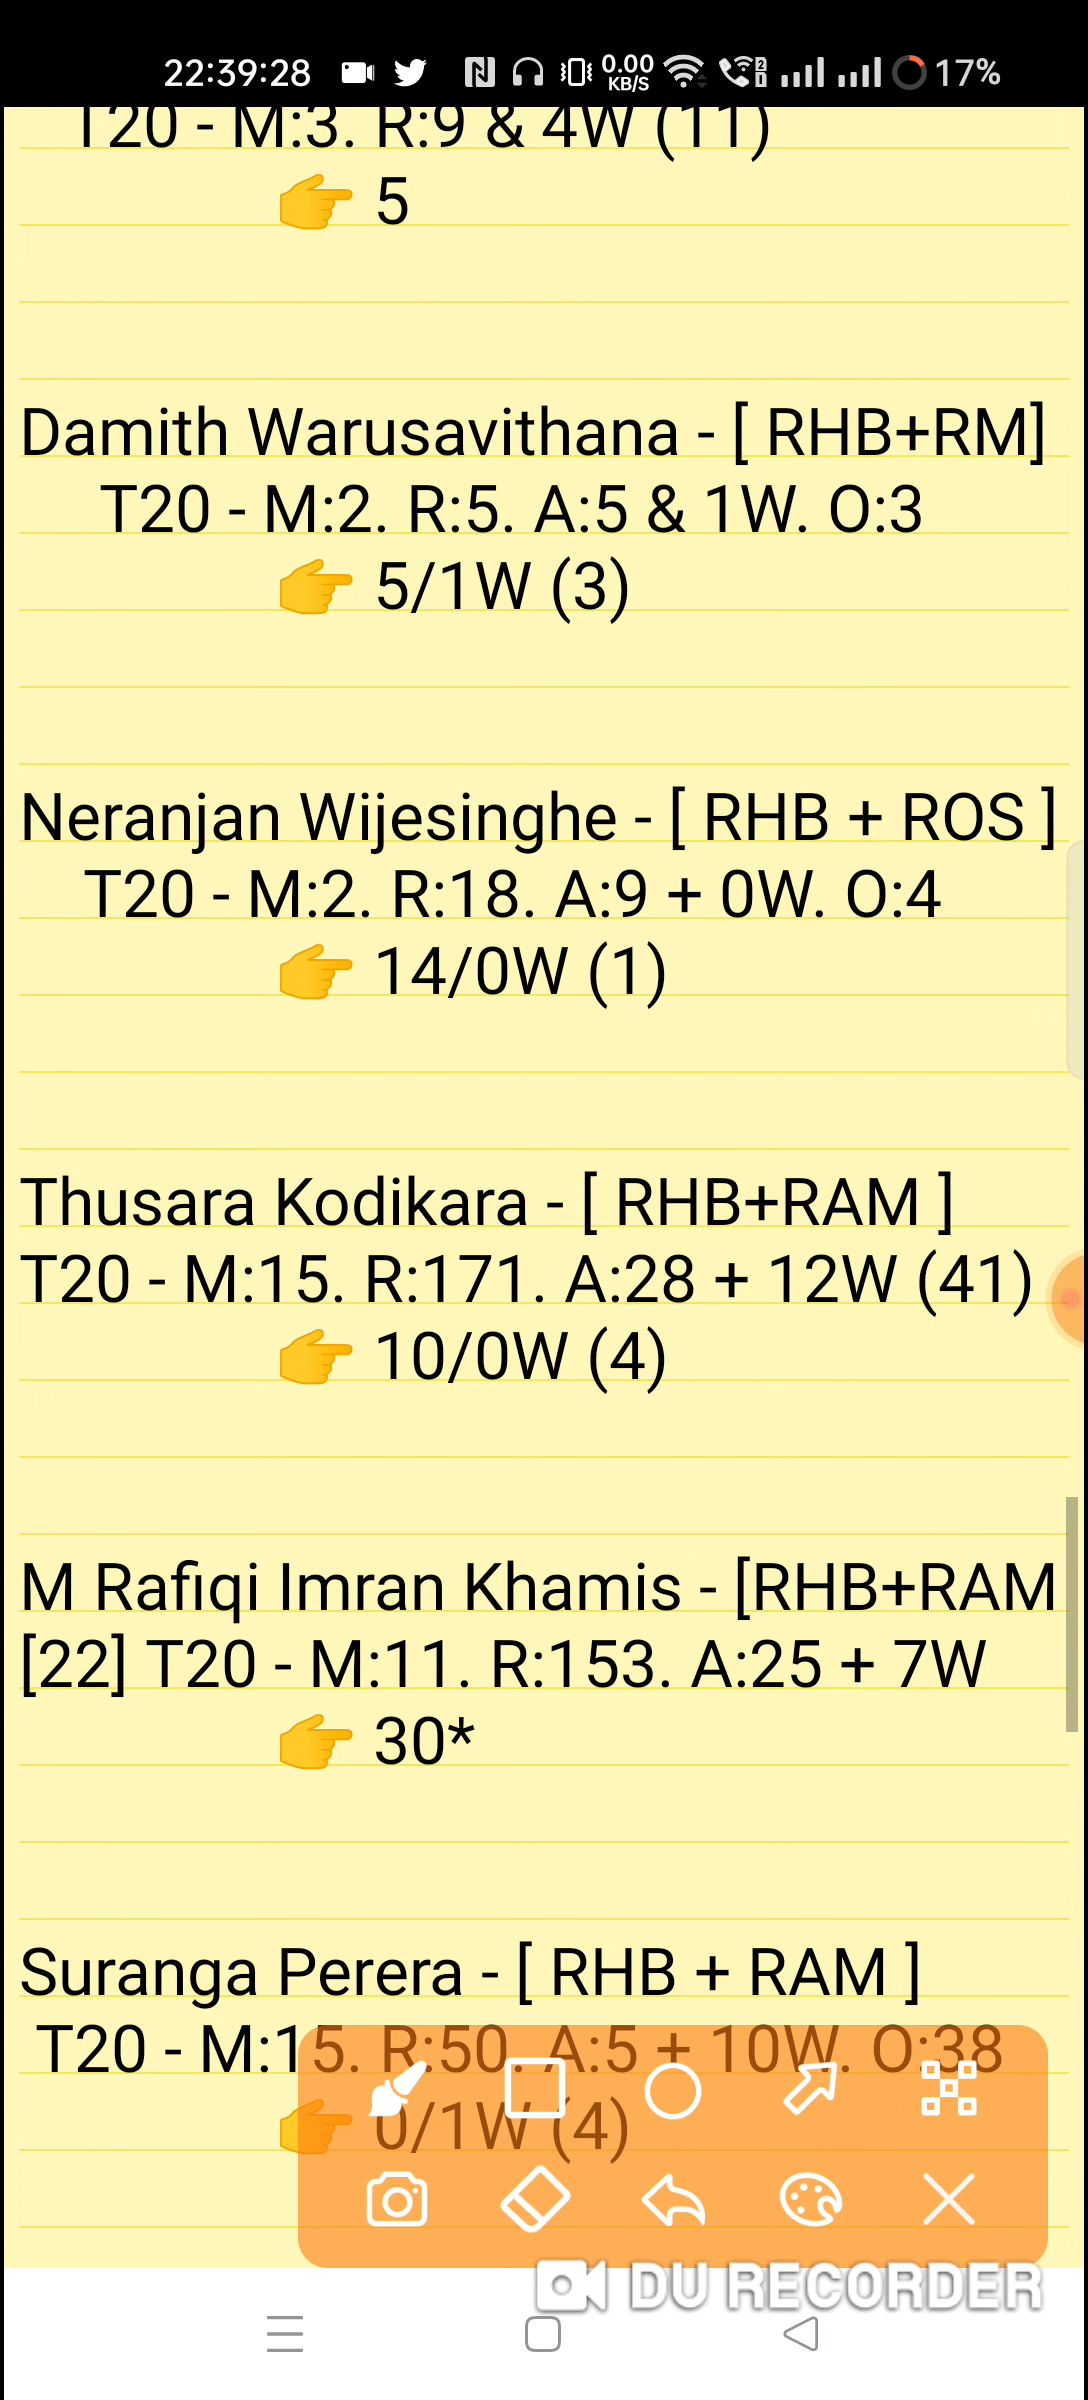 22:39:28 0.00 KB/S 2 1 17%
T20 - M:3. R:9 & 4W (11)
👉 5
Damith Warusavithana - [ RHB+RM]
T20 - M:2. R:5. A:5 & 1W. O:3
👉 5/1W (3)
Neranjan Wijesinghe - [ RHB + ROS ]
T20 - M:2. R:18. A:9 + 0W. O:4
👉 14/0W (1)
Thusara Kodikara - [ RHB+RAM ]
T20 - M:15. R:171. A:28 + 12W (41)
👉 10/0W (4)
M Rafiqi Imran Khamis - [RHB+RAM
[22] T20 - M:11. R:153. A:25 + 7W
👉 30*
Suranga Perera - [ RHB + RAM ]
T20 - M:15. R:50. A:5 + 10W. O:38
👉 0/1W (4)
DU RECORDER